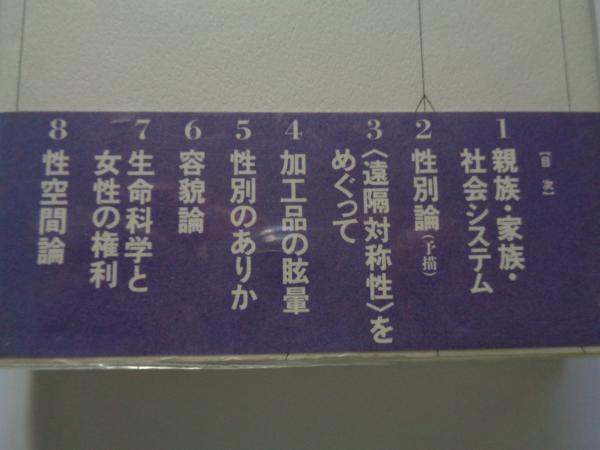 ［目次］
1 親族・家族・
社会システム
2 性別論（予描）
3 〈遠隔対称性〉を
めぐって
4 加工品の眩暈
5 性別のありか
6 容貌論
7 生命科学と
女性の権利
8 性空間論